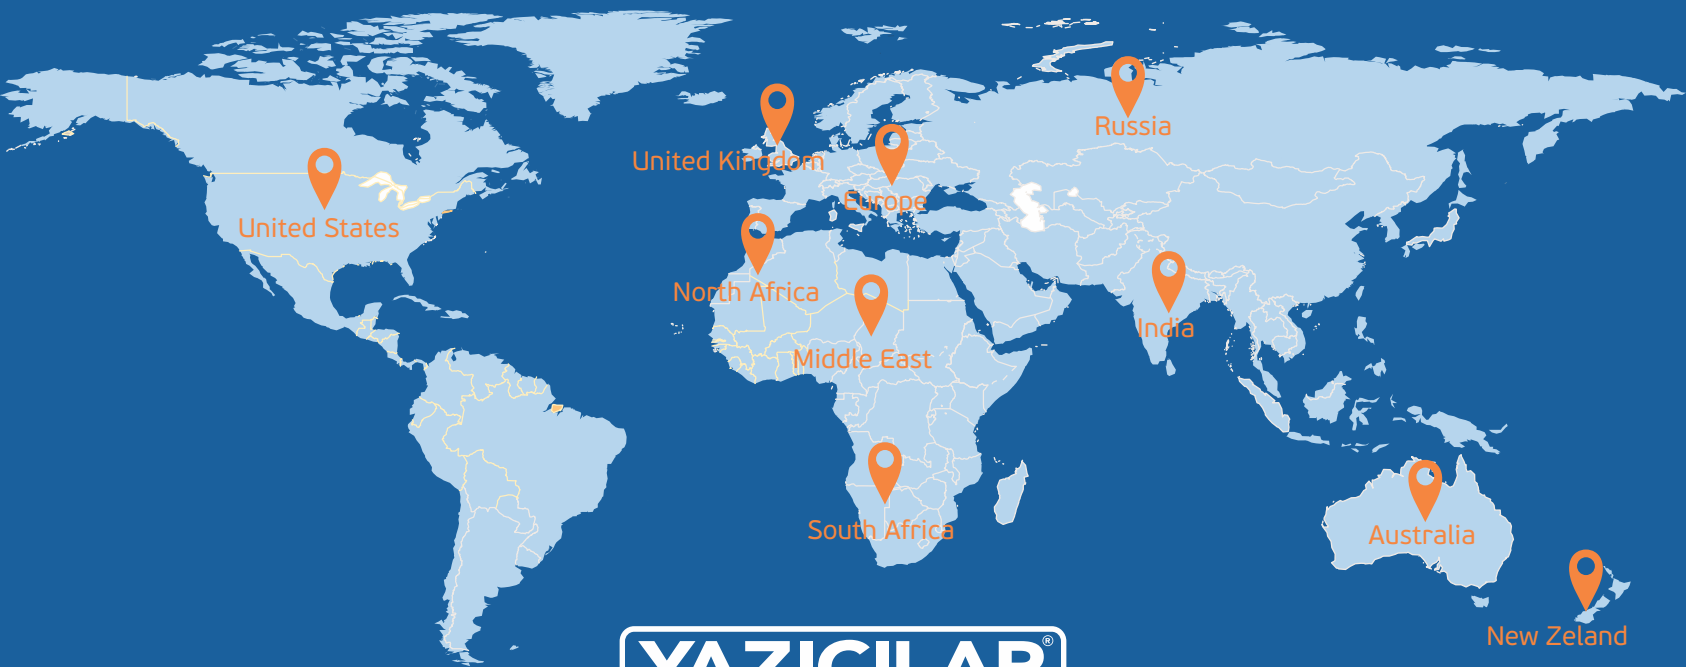 Russia
United Kingdom
Europe
United States
North Africa
Middle East
India
South Africa
Australia
New Zeland
YAZICILAR®